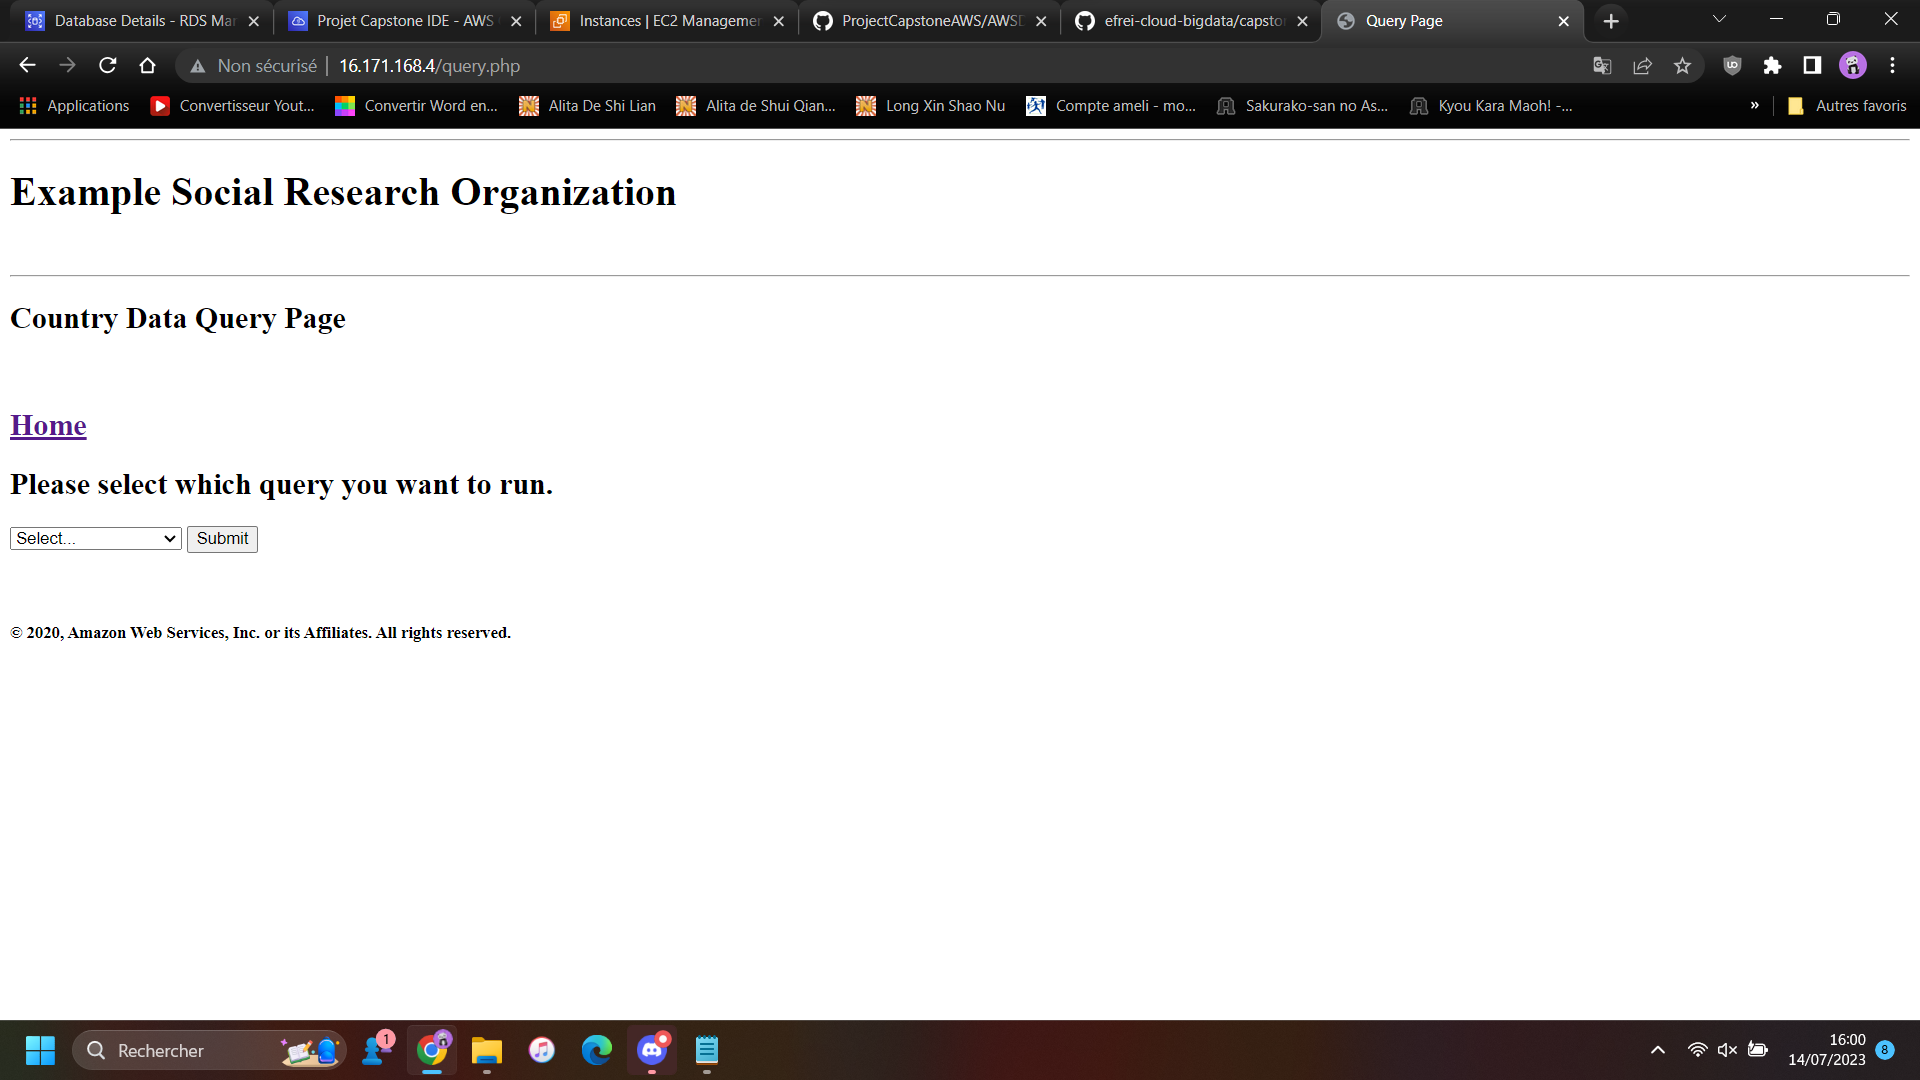 Database Details - RDS Mar
Projet Capstone IDE - AWS
Instances | EC2 Managemen
ProjectCapstoneAWS/AWSD
efrei-cloud-bigdata/capston
Query Page
Non sécurisé
16.171.168.4/query.php
Applications
Convertisseur Yout...
Convertir Word en...
Alita De Shi Lian
Alita de Shui Qian...
Long Xin Shao Nu
Compte ameli - mo...
Sakurako-san no As...
Kyou Kara Maoh! -...
»
Autres favoris
Example Social Research Organization
Country Data Query Page
Home
Please select which query you want to run.
Select...
Submit
© 2020, Amazon Web Services, Inc. or its Affiliates. All rights reserved.
Rechercher
1
16:00
14/07/2023
8